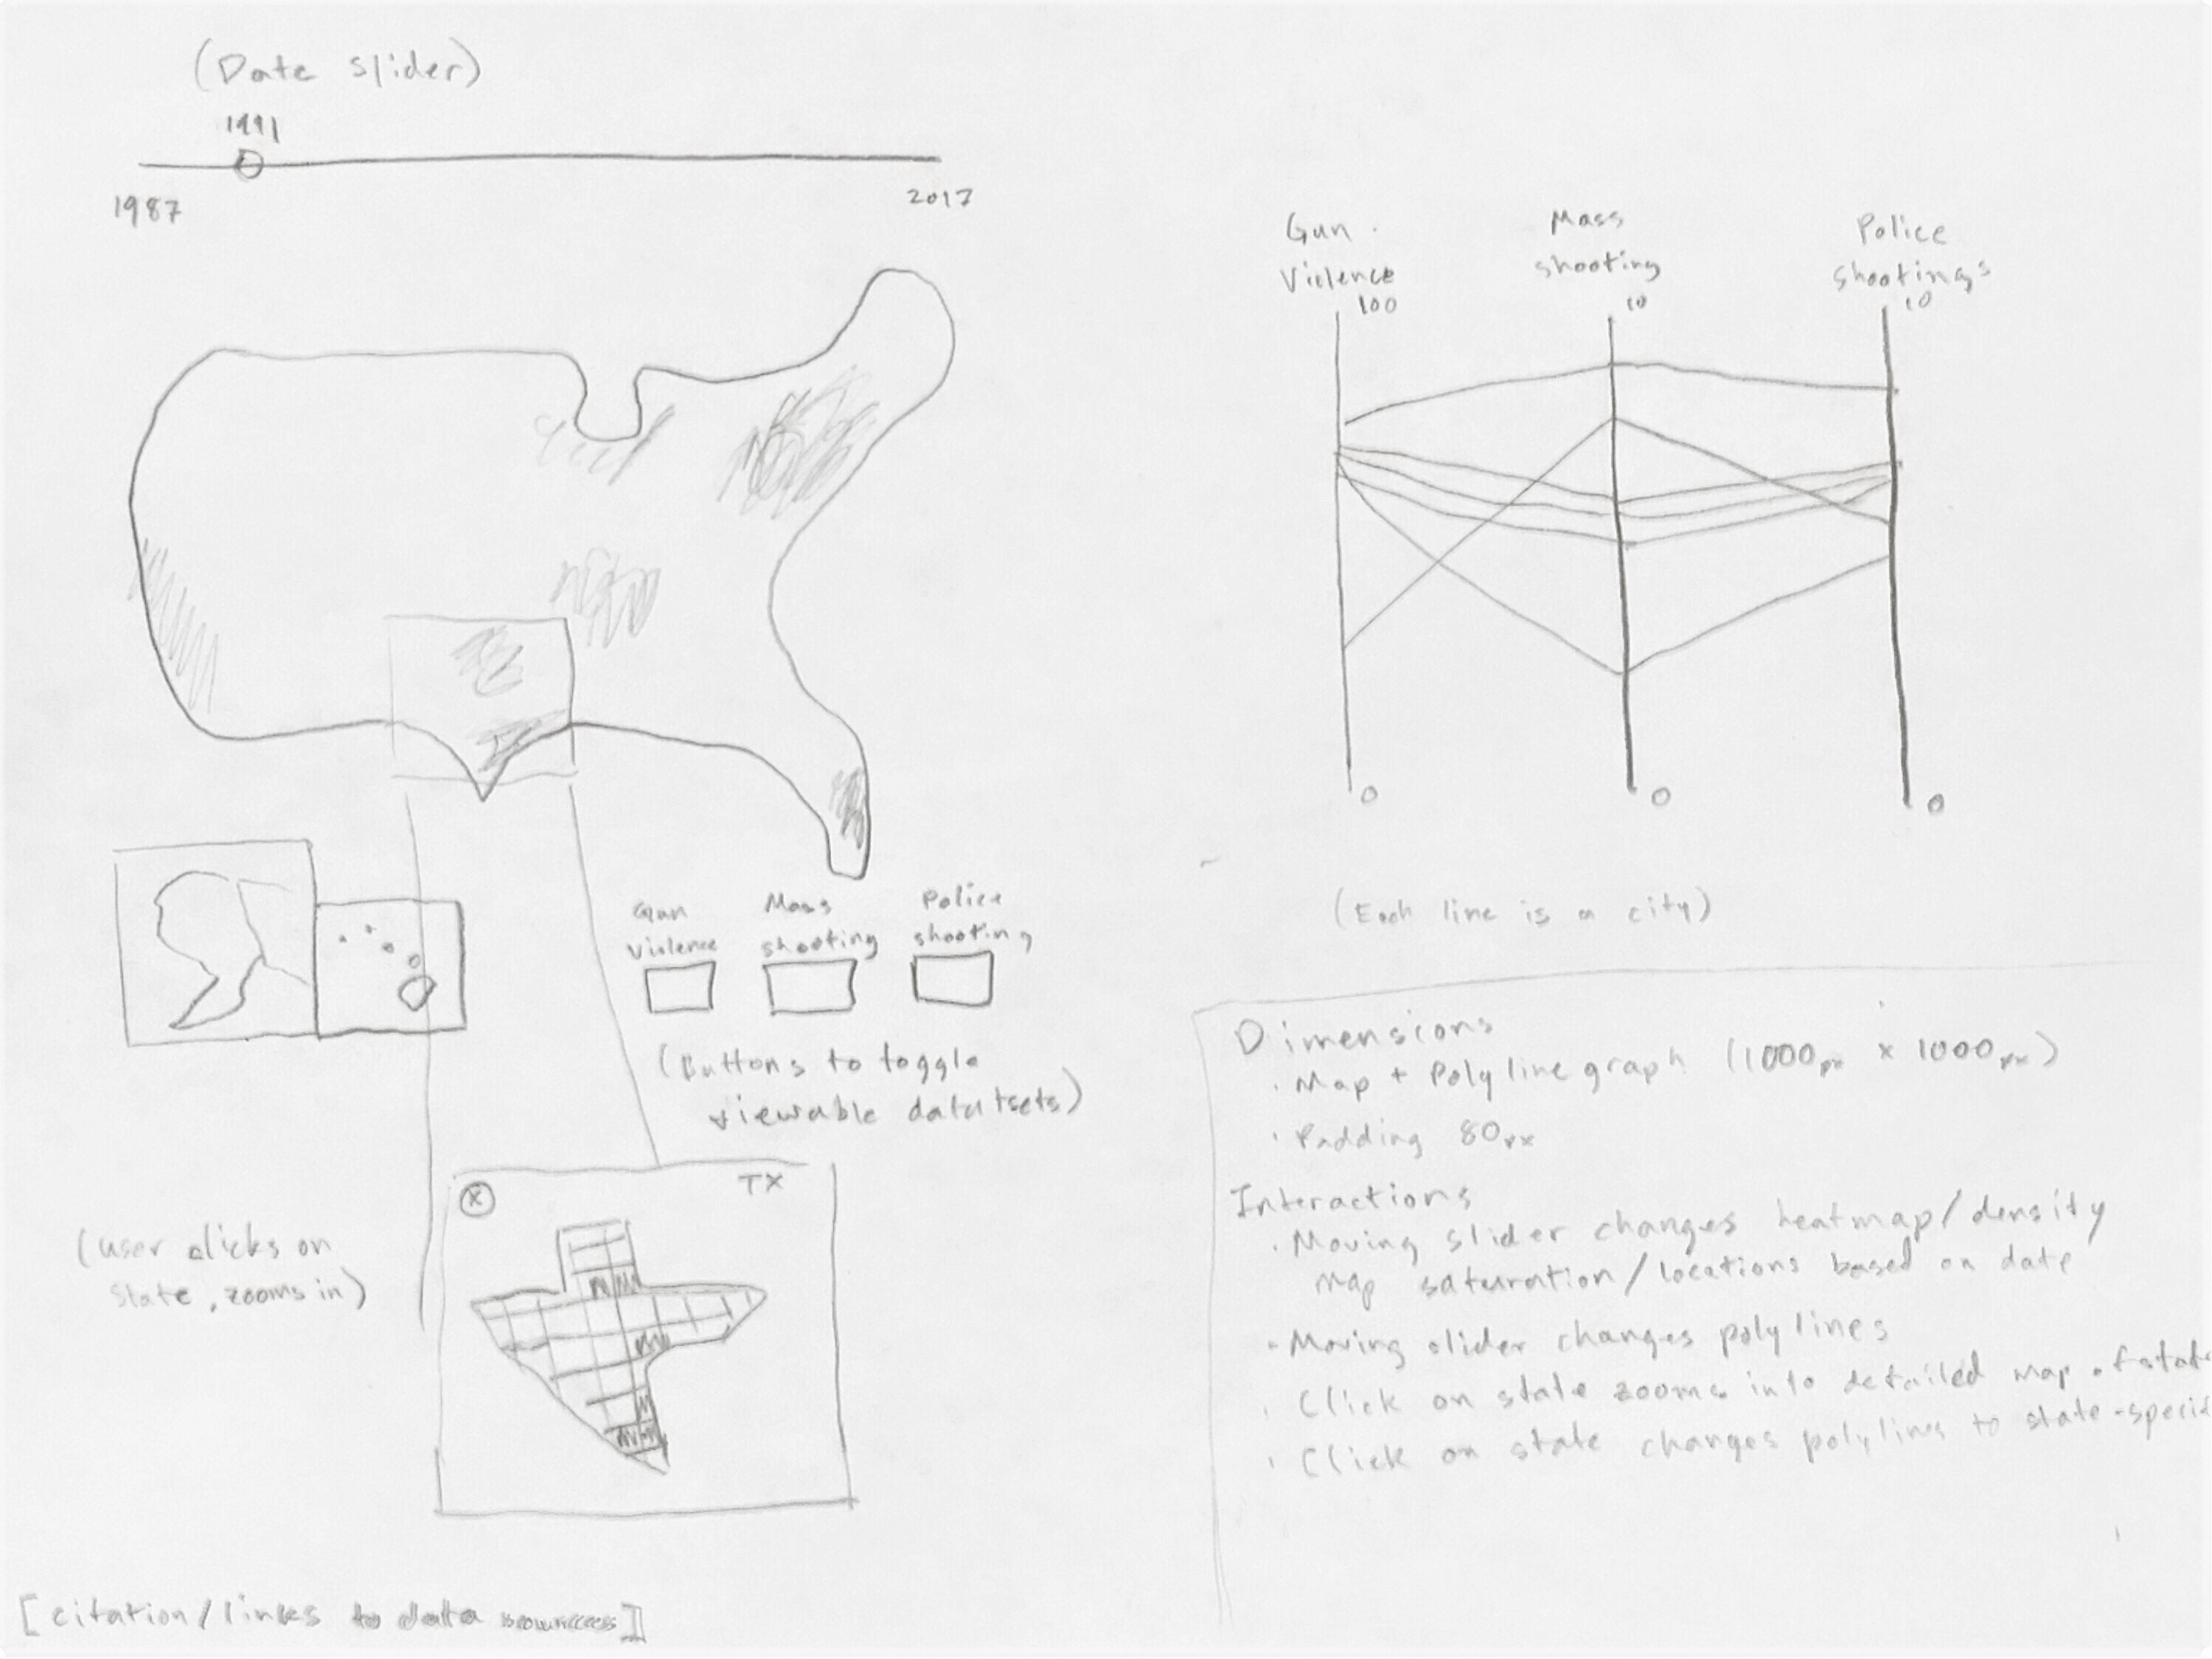 (Date slider)
1991
1987
2017
Gun
Violence
100
Mass
shooting
10
Police
shootings
10
0
0
0
(Each line is a city)
Gun
Violence
Mass
shooting
Police
shooting
(Buttons to toggle
viewable datatsets)
(user clicks on
state, zooms in)
X
TX
[citation/links to data
Dimensions
· Map + Polyline graph (1000px x 1000px)
· Padding 80px
Interactions
· Moving slider changes heatmap/density
map saturation/locations based on date
· Moving slider changes polylines
· Click on state zooms into detailed map of stat
· Click on state changes polylines to state-speci